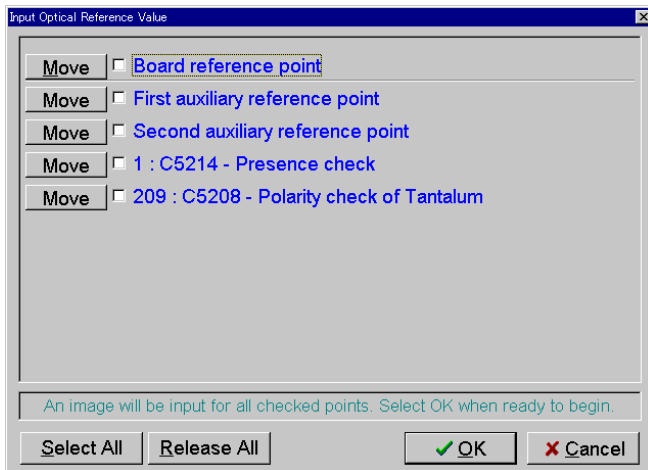 Input Optical Reference Value
Move Board reference point
Move First auxiliary reference point
Move Second auxiliary reference point
Move 1 : C5214 - Presence check
Move 209 : C5208 - Polarity check of Tantalum
An image will be input for all checked points. Select OK when ready to begin.
Select All Release All OK Cancel